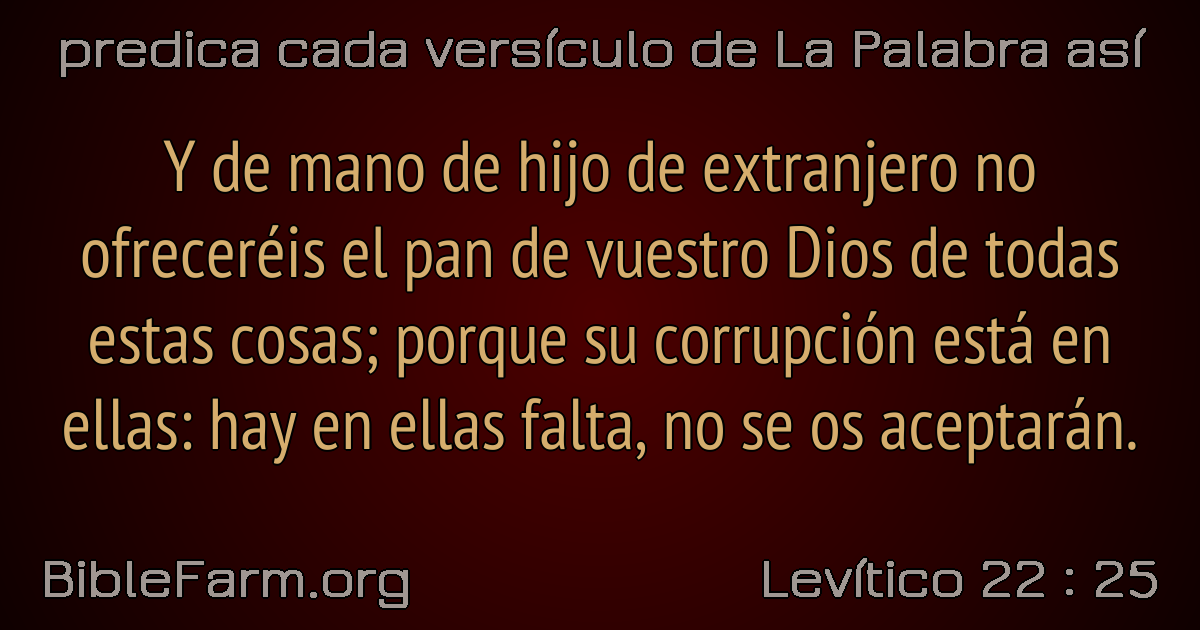 predica cada versículo de La Palabra así
Y de mano de hijo de extranjero no
ofreceréis el pan de vuestro Dios de todas
estas cosas; porque su corrupción está en
ellas: hay en ellas falta, no se os aceptarán.
BibleFarm.org
Levítico 22 : 25